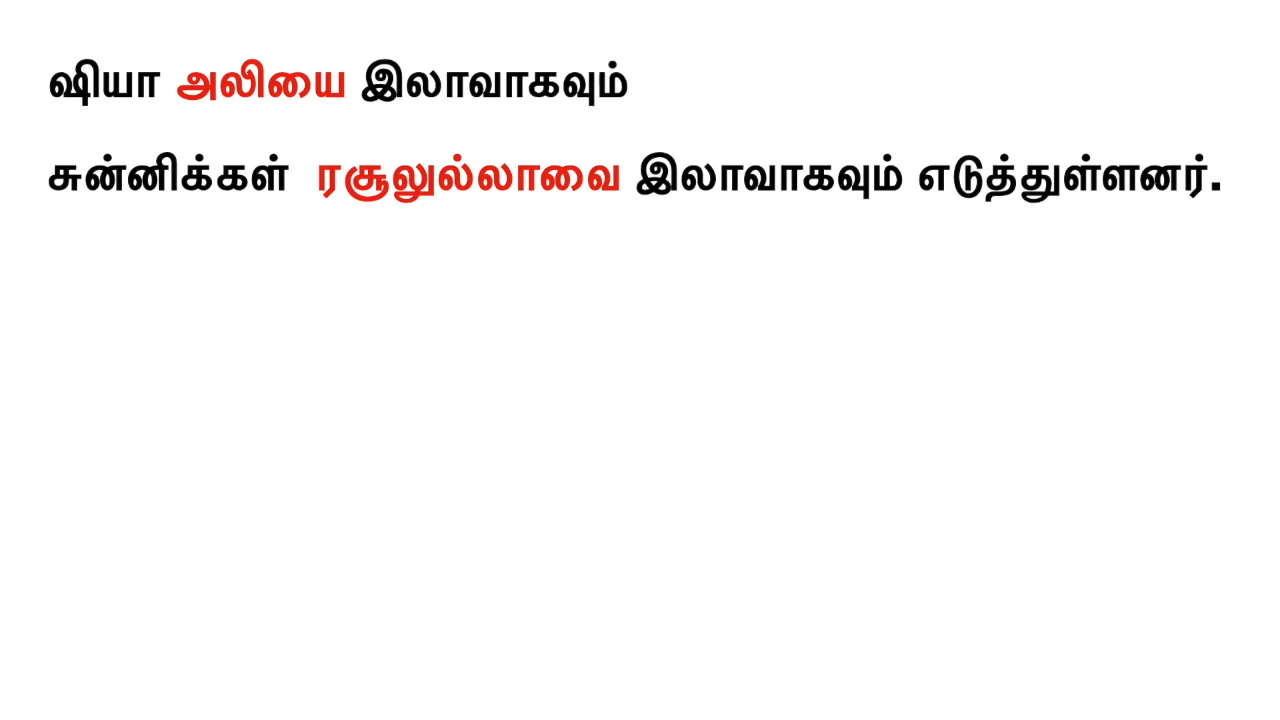 ஷியா அலியை இலாவாகவும்
சுன்னிக்கள் ரசூலுல்லாவை இலாவாகவும் எடுத்துள்ளனர்.